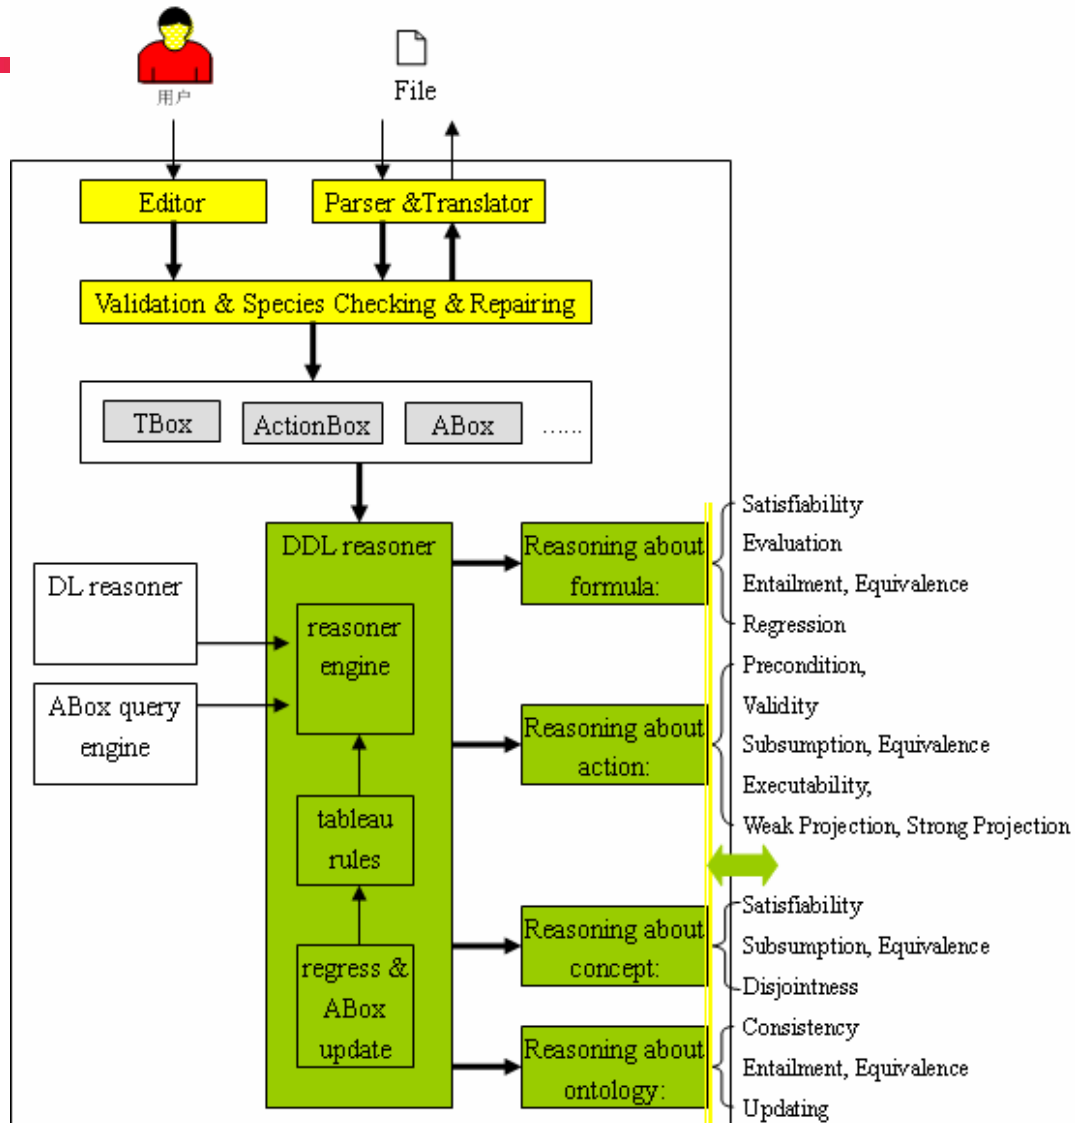 用户
File
Editor
Parser &Translator
Validation & Species Checking & Repairing
TBox
ActionBox
ABox
......
DDL reasoner
DL reasoner
reasoner
engine
ABox query
engine
tableau
rules
regress &
ABox
update
Reasoning about
formula:
Satisfiability
Evaluation
Entailment, Equivalence
Regression
Reasoning about
action:
Precondition,
Validity
Subsumption, Equivalence
Executability,
Weak Projection, Strong Projection
Reasoning about
concept:
Satisfiability
Subsumption, Equivalence
Disjointness
Reasoning about
ontology:
Consistency
Entailment, Equivalence
Updating